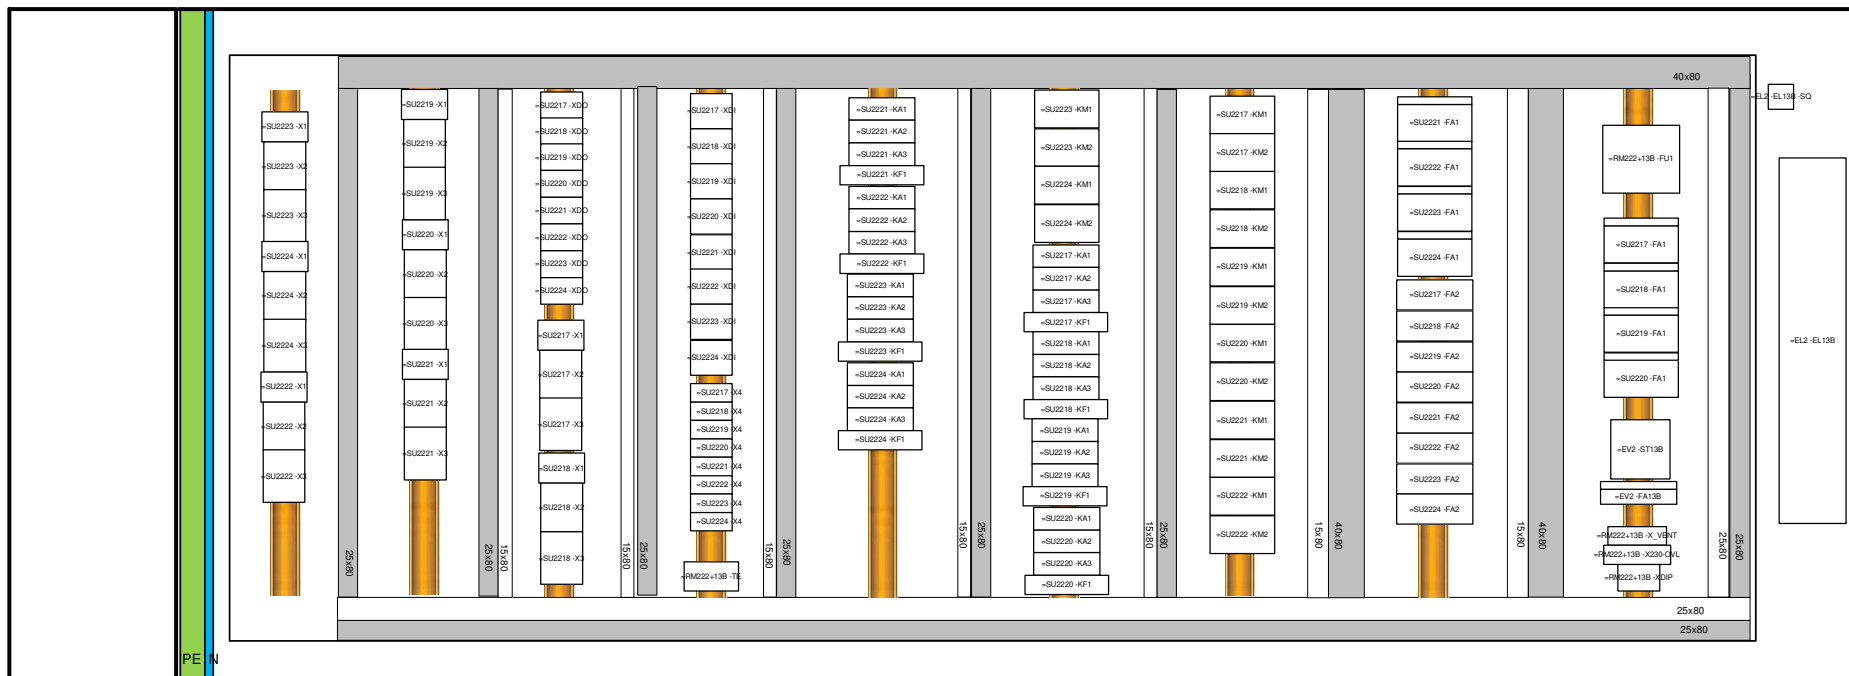 40x80
=SU2223 -X1
=SU2223 -X2
=SU2223 -X3
=SU2224 -X1
=SU2224 -X2
=SU2224 -X3
=SU2222 -X1
=SU2222 -X2
=SU2222 -X3
25x80
=SU2219 -X1
=SU2219 -X2
=SU2219 -X3
=SU2220 -X1
=SU2220 -X2
=SU2220 -X3
=SU2221 -X1
=SU2221 -X2
=SU2221 -X3
25x80
15x80
=SU2217 -XDO
=SU2218 -XDO
=SU2219 -XDO
=SU2220 -XDO
=SU2221 -XDO
=SU2222 -XDO
=SU2223 -XDO
=SU2224 -XDO
=SU2217 -X1
=SU2217 -X2
=SU2217 -X3
=SU2218 -X1
=SU2218 -X2
=SU2218 -X3
15x80
25x80
=SU2217 -XDI
=SU2218 -XDI
=SU2219 -XDI
=SU2220 -XDI
=SU2221 -XDI
=SU2222 -XDI
=SU2223 -XDI
=SU2224 -XDI
=SU2217 -X4
=SU2218 -X4
=SU2219 -X4
=SU2220 -X4
=SU2221 -X4
=SU2222 -X4
=SU2223 -X4
=SU2224 -X4
=RM222+13B -TE
15x80
25x80
=SU2221 -KA1
=SU2221 -KA2
=SU2221 -KA3
=SU2221 -KF1
=SU2222 -KA1
=SU2222 -KA2
=SU2222 -KA3
=SU2222 -KF1
=SU2223 -KA1
=SU2223 -KA2
=SU2223 -KA3
=SU2223 -KF1
=SU2224 -KA1
=SU2224 -KA2
=SU2224 -KA3
=SU2224 -KF1
15x80
25x80
=SU2223 -KM1
=SU2223 -KM2
=SU2224 -KM1
=SU2224 -KM2
=SU2217 -KA1
=SU2217 -KA2
=SU2217 -KA3
=SU2217 -KF1
=SU2218 -KA1
=SU2218 -KA2
=SU2218 -KA3
=SU2218 -KF1
=SU2219 -KA1
=SU2219 -KA2
=SU2219 -KA3
=SU2219 -KF1
=SU2220 -KA1
=SU2220 -KA2
=SU2220 -KA3
=SU2220 -KF1
15x80
25x80
=SU2217 -KM1
=SU2217 -KM2
=SU2218 -KM1
=SU2218 -KM2
=SU2219 -KM1
=SU2219 -KM2
=SU2220 -KM1
=SU2220 -KM2
=SU2221 -KM1
=SU2221 -KM2
=SU2222 -KM1
=SU2222 -KM2
15x80
40x80
=SU2221 -FA1
=SU2222 -FA1
=SU2223 -FA1
=SU2224 -FA1
=SU2217 -FA2
=SU2218 -FA2
=SU2219 -FA2
=SU2220 -FA2
=SU2221 -FA2
=SU2222 -FA2
=SU2223 -FA2
=SU2224 -FA2
15x80
40x80
=RM222+13B -FU1
=SU2217 -FA1
=SU2218 -FA1
=SU2219 -FA1
=SU2220 -FA1
=EV2 -ST13B
=EV2 -FA13B
=RM222+13B -X_VENT
=RM222+13B -X230-OVL
=RM222+13B -XDIP
25x80
25x80
=EL2 -EL13B -SQ
=EL2 -EL13B
25x80
25x80
PE N